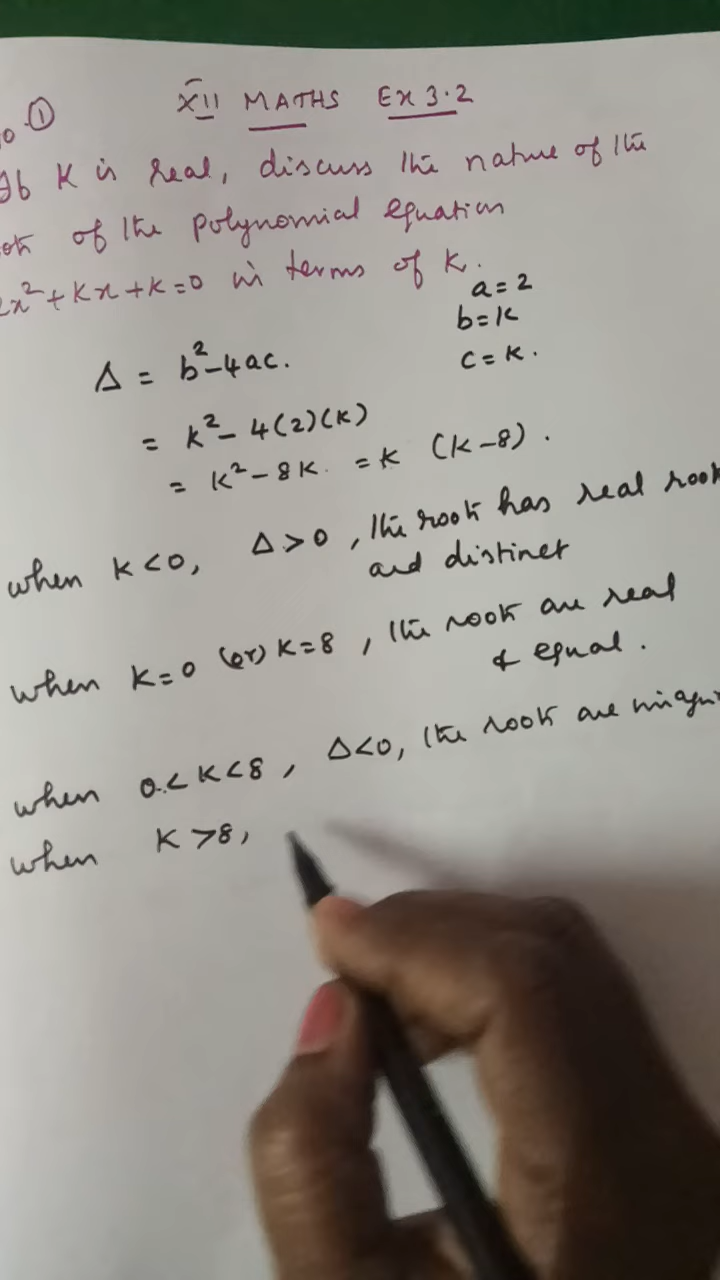 XII MATHS Ex 3.2
①
If K is real, discuss the nature of the
of the polynomial equation
2x²+Kx+K=0 in terms of K.
a=2
b=K
c=K.
Δ = b²-4ac.
= K²- 4(2)(K)
= K²-8K. = K (K-8).
when K<0, Δ>0, the roots has real roots
and distinct
when K=0 (or) K=8, the roots are real
& equal.
when 0<K<8, Δ<0, the roots are
when K>8,